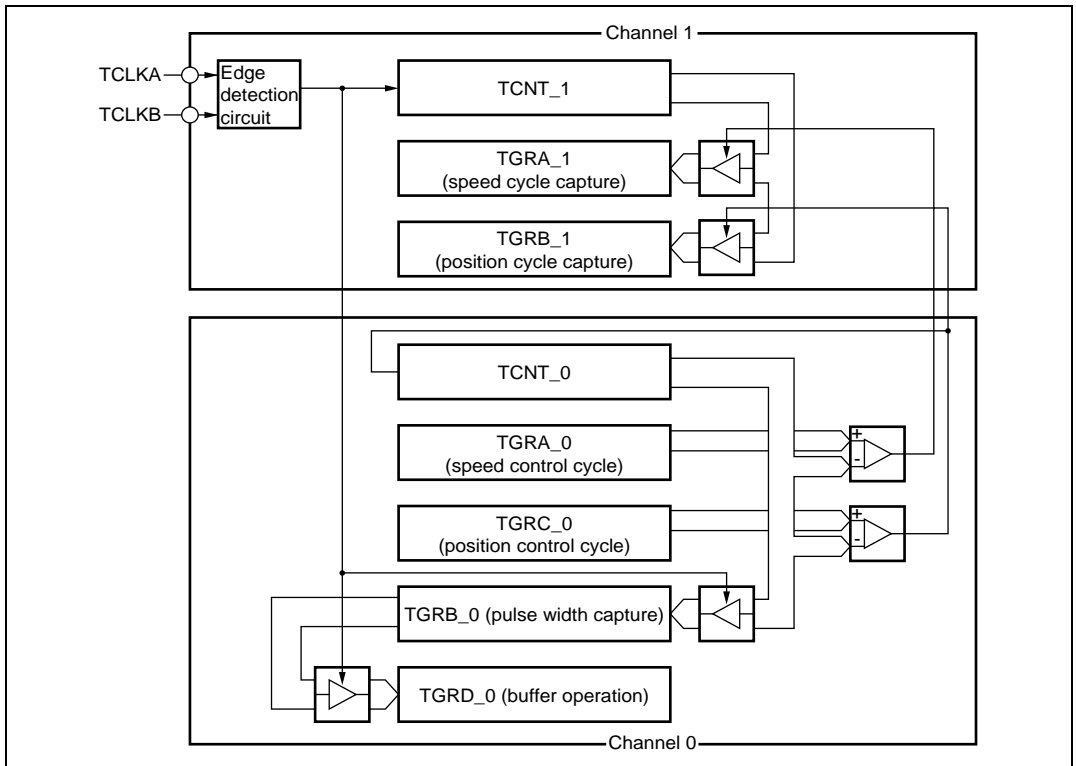 Channel 1
TCLKA
TCLKB
Edge
detection
circuit
TCNT_1
TGRA_1
(speed cycle capture)
TGRB_1
(position cycle capture)
TCNT_0
TGRA_0
(speed control cycle)
+
-
TGRC_0
(position control cycle)
+
-
TGRB_0 (pulse width capture)
TGRD_0 (buffer operation)
Channel 0